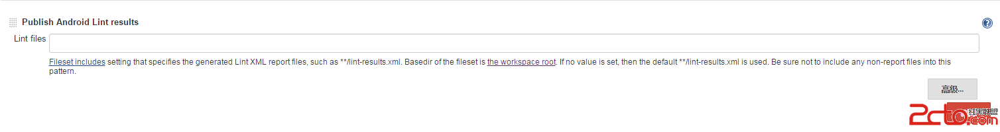 Publish Android Lint results
Lint files
Fileset includes setting that specifies the generated Lint XML report files, such as **/lint-results.xml. Basedir of the fileset is the workspace root. If no value is set, then the default **/lint-results.xml is used. Be sure not to include any non-report files into this
pattern.
高级...
2cto.com
红黑联盟